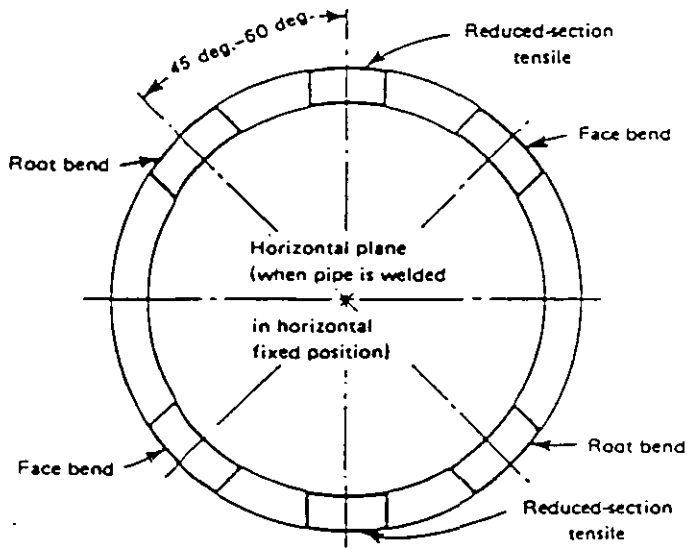 45 deg.-60 deg.
Reduced-section
tensile
Face bend
Root bend
Horizontal plane
(when pipe is welded
in horizontal
fixed position)
Face bend
Root bend
Reduced-section
tensile